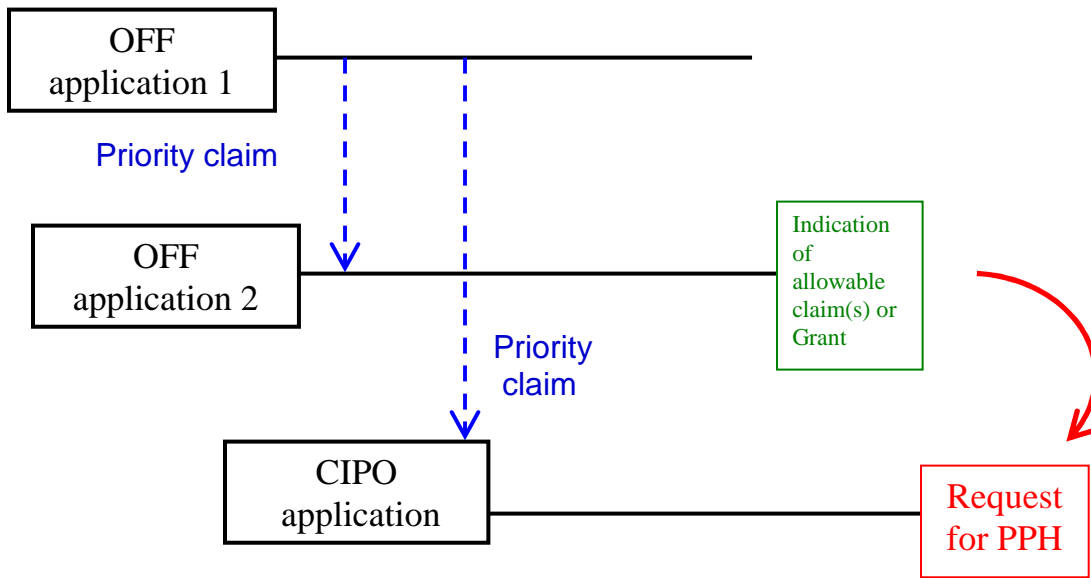 OFF
application 1
Priority claim
OFF
application 2
Indication
of
allowable
claim(s) or
Grant
Priority
claim
CIPO
application
Request
for PPH